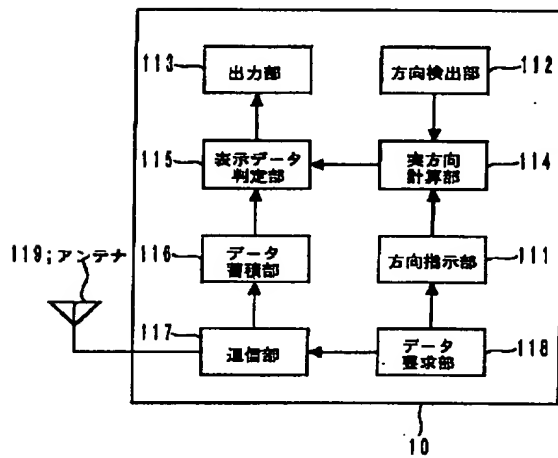 113
出力部
方向検出部
112
115
表示データ
判定部
実方向
計算部
114
119;アンテナ
116
データ
蓄積部
方向指示部
111
117
通信部
データ
要求部
118
10